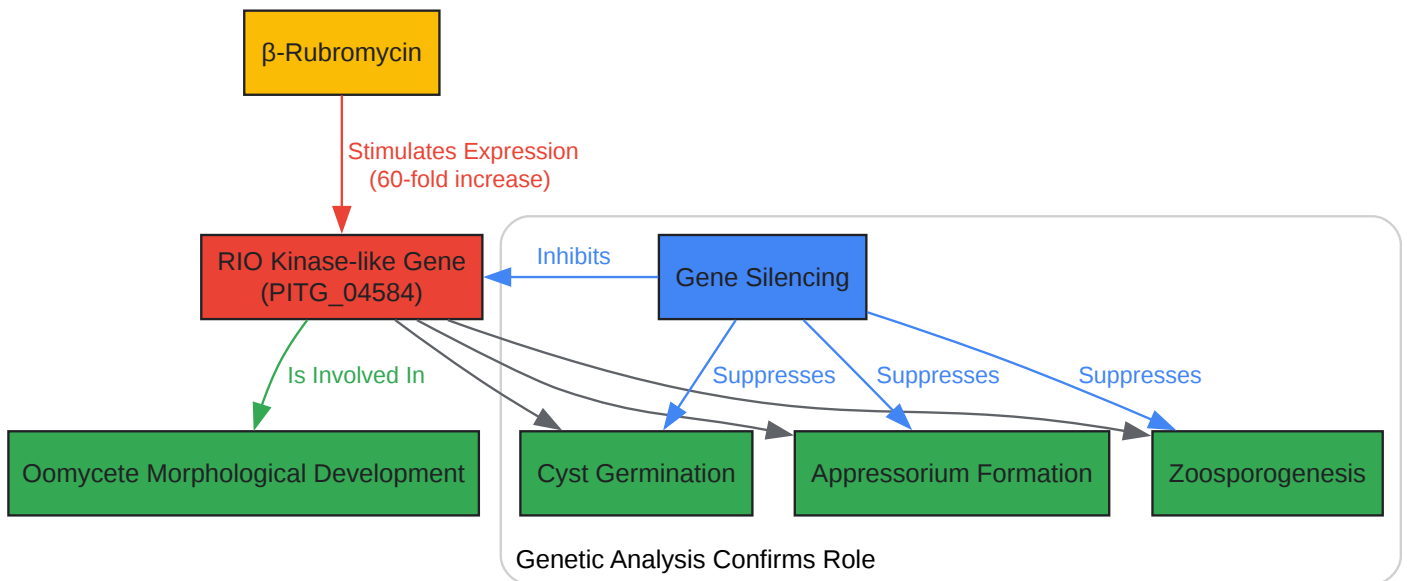 β-Rubromycin
Stimulates Expression
(60-fold increase)
RIO Kinase-like Gene
(PITG_04584)
Inhibits
Gene Silencing
Is Involved In
Suppresses
Suppresses
Suppresses
Oomycete Morphological Development
Cyst Germination
Appressorium Formation
Zoosporogenesis
Genetic Analysis Confirms Role